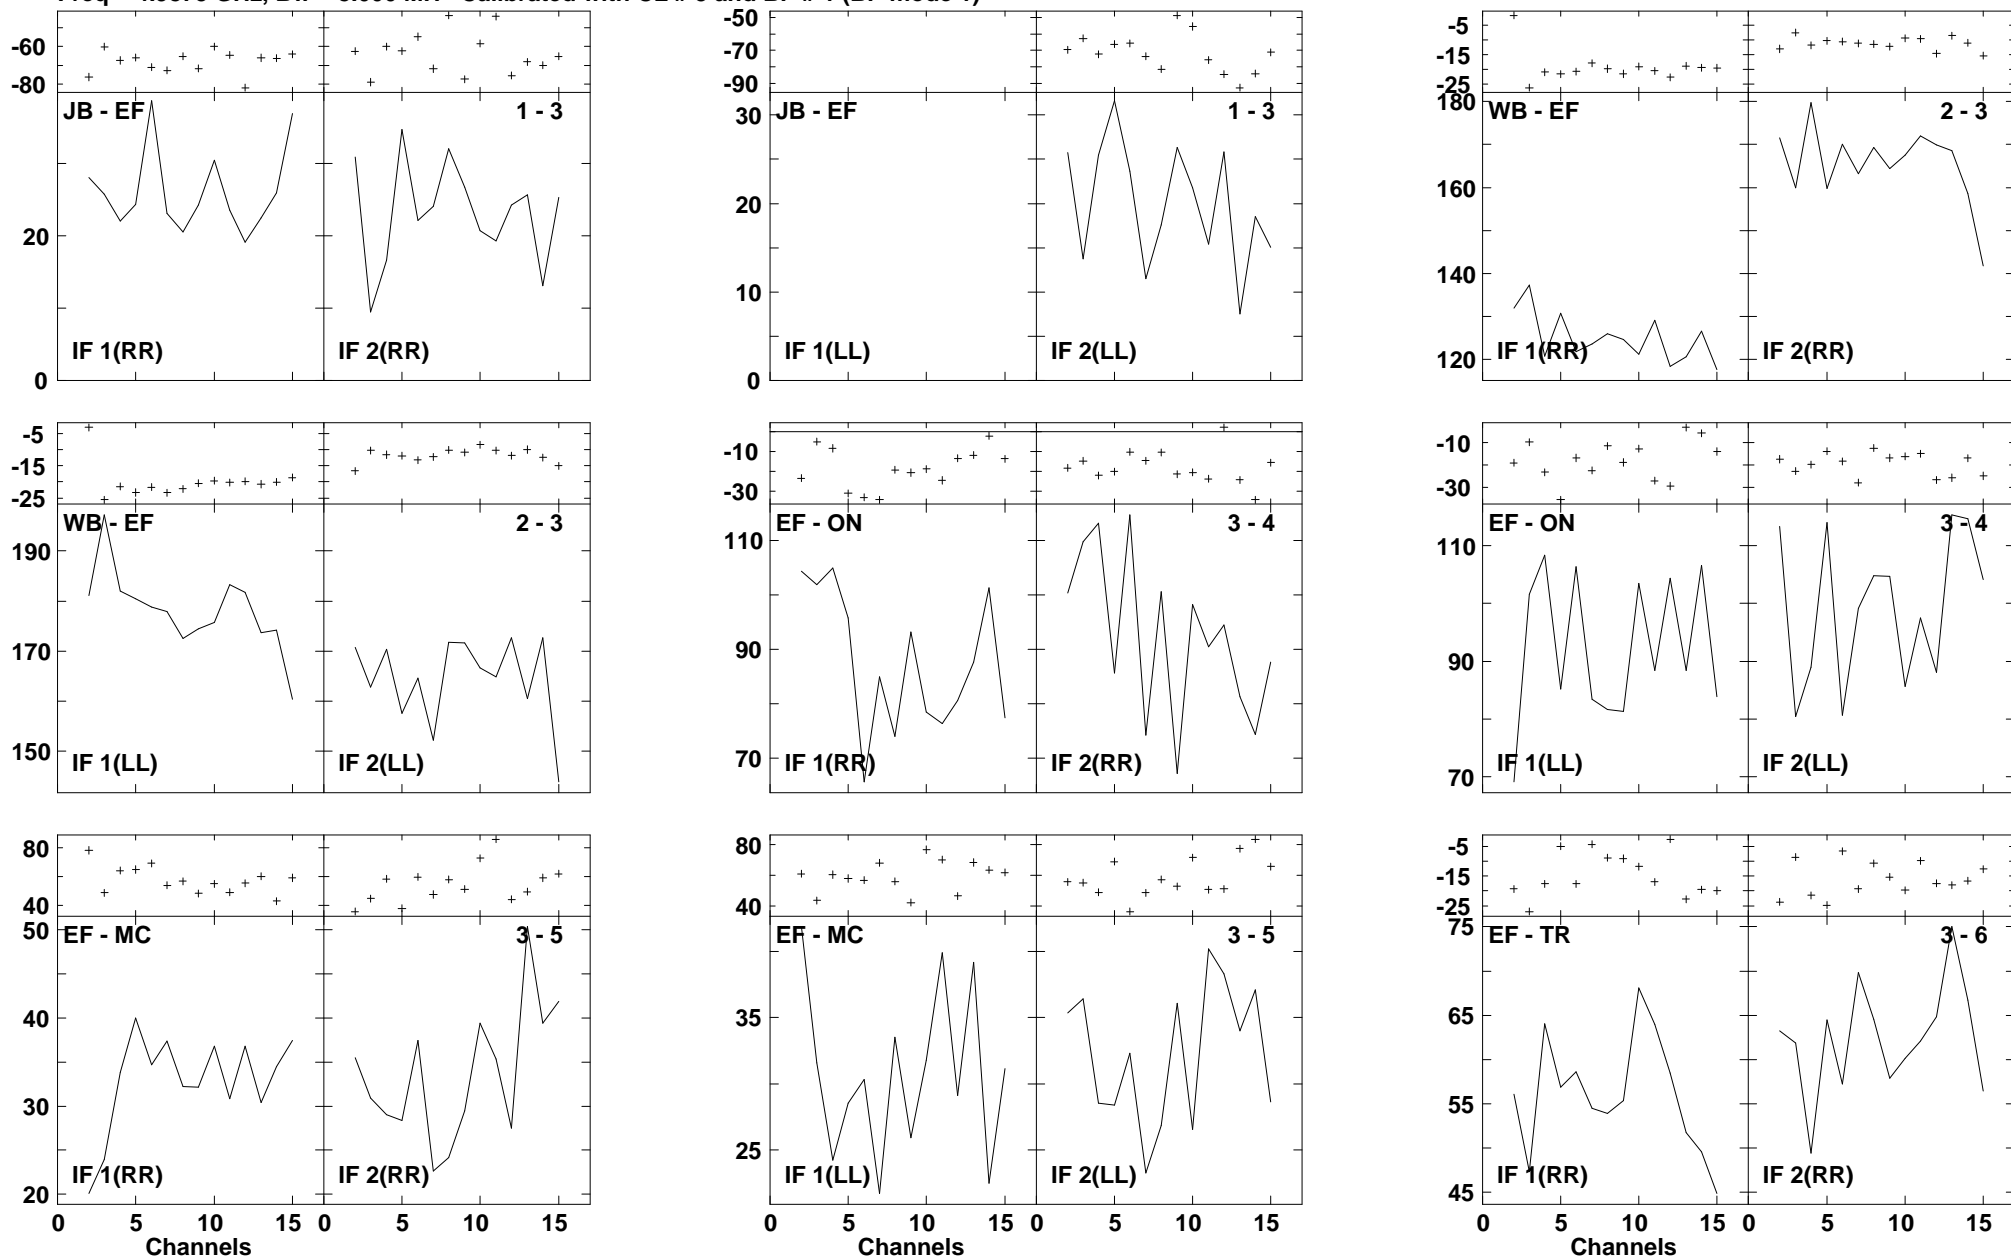 -60
-80
JB - EF
1 - 3
20
0
IF 1(RR)
IF 2(RR)
-50
-70
-90
JB - EF
1 - 3
30
20
10
0
IF 1(LL)
IF 2(LL)
-5
-15
-25
WB - EF
2 - 3
180
160
140
120
IF 1(RR)
IF 2(RR)
-5
-15
-25
WB - EF
2 - 3
190
170
150
IF 1(LL)
IF 2(LL)
-10
-30
EF - ON
3 - 4
110
90
70
IF 1(RR)
IF 2(RR)
-10
-30
EF - ON
3 - 4
110
90
70
IF 1(LL)
IF 2(LL)
80
40
EF - MC
3 - 5
50
40
30
20
IF 1(RR)
IF 2(RR)
0 5 10 15 0 5 10 15
Channels
80
40
EF - MC
3 - 5
35
25
IF 1(LL)
IF 2(LL)
0 5 10 15 0 5 10 15
Channels
-5
-15
-25
EF - TR
3 - 6
75
65
55
45
IF 1(RR)
IF 2(RR)
0 5 10 15 0 5 10 15
Channels